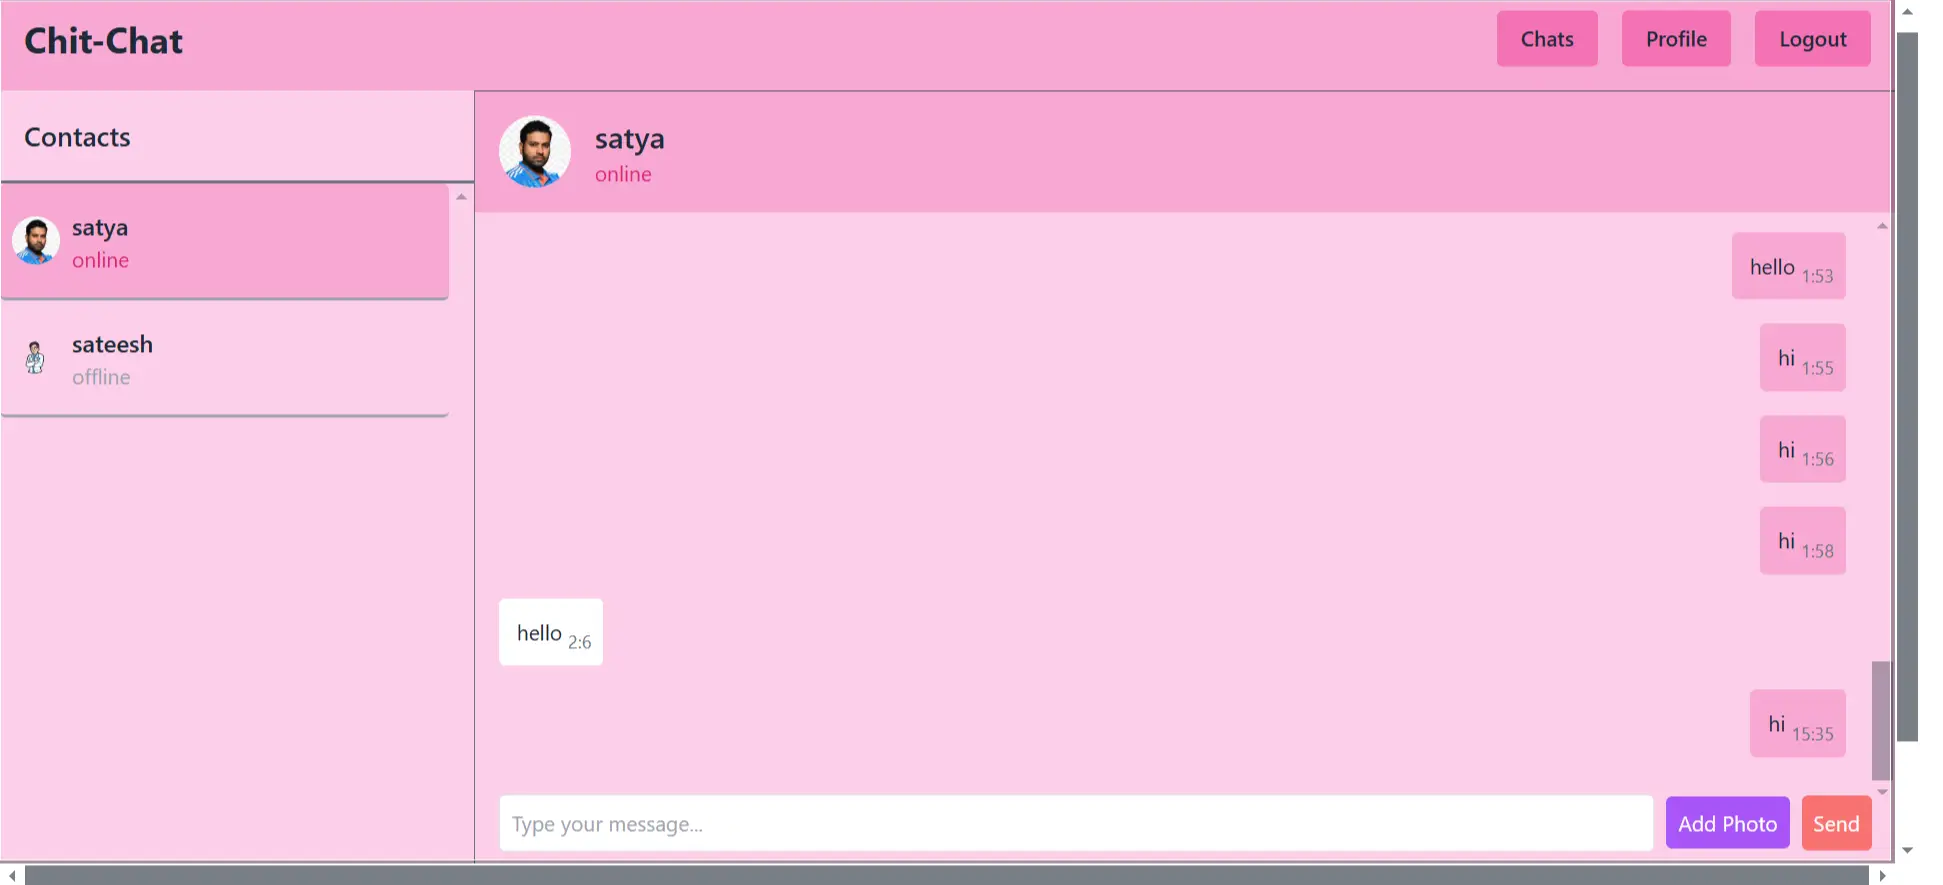 Chit-Chat
Chats
Profile
Logout
Contacts
satya
online
sateesh
offline
satya
online
hello 1:53
hi 1:55
hi 1:56
hi 1:58
hello 2:6
hi 15:35
Type your message...
Add Photo
Send